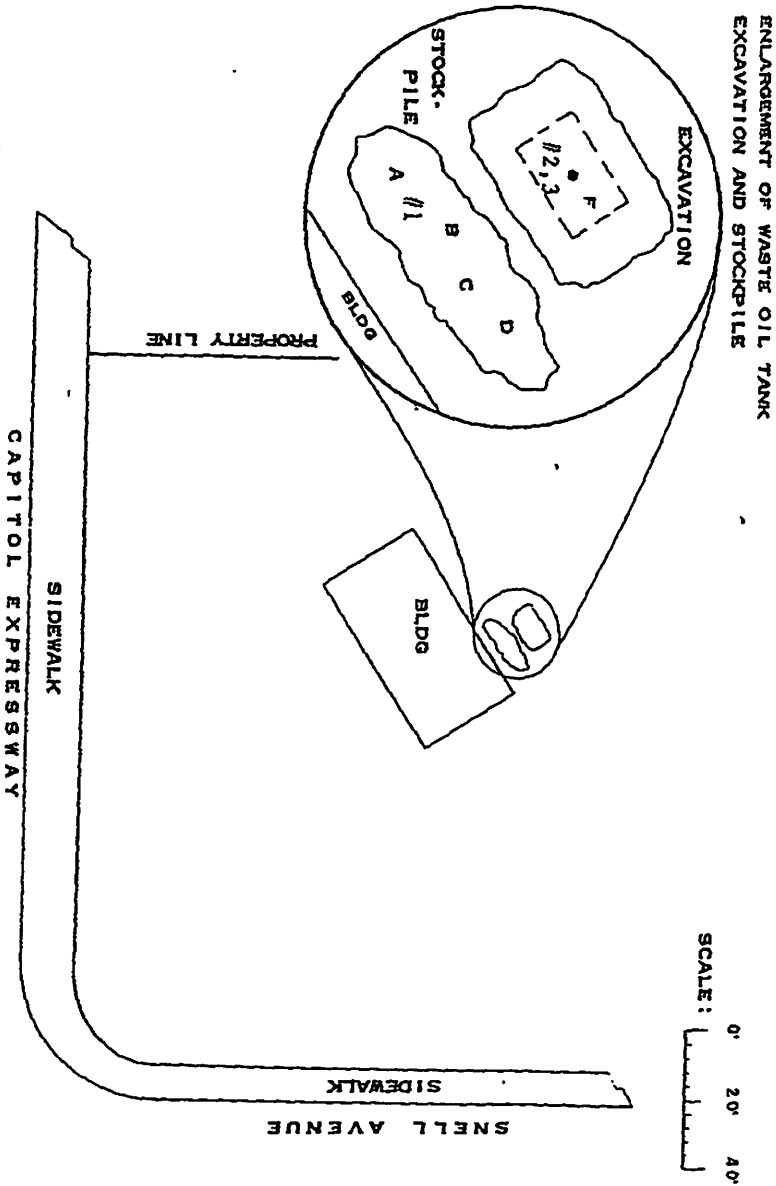 ENLARGEMENT OF WASTE OIL TANK
EXCAVATION AND STOCKPILE
EXCAVATION
F
#2,3
STOCK-
PILE
A #1
B
C
D
BLDG
PROPERTY LINE
BLDG
SCALE: 0' 20' 40'
SIDEWALK
CAPITOL EXPRESSWAY
SIDEWALK
SNELL AVENUE